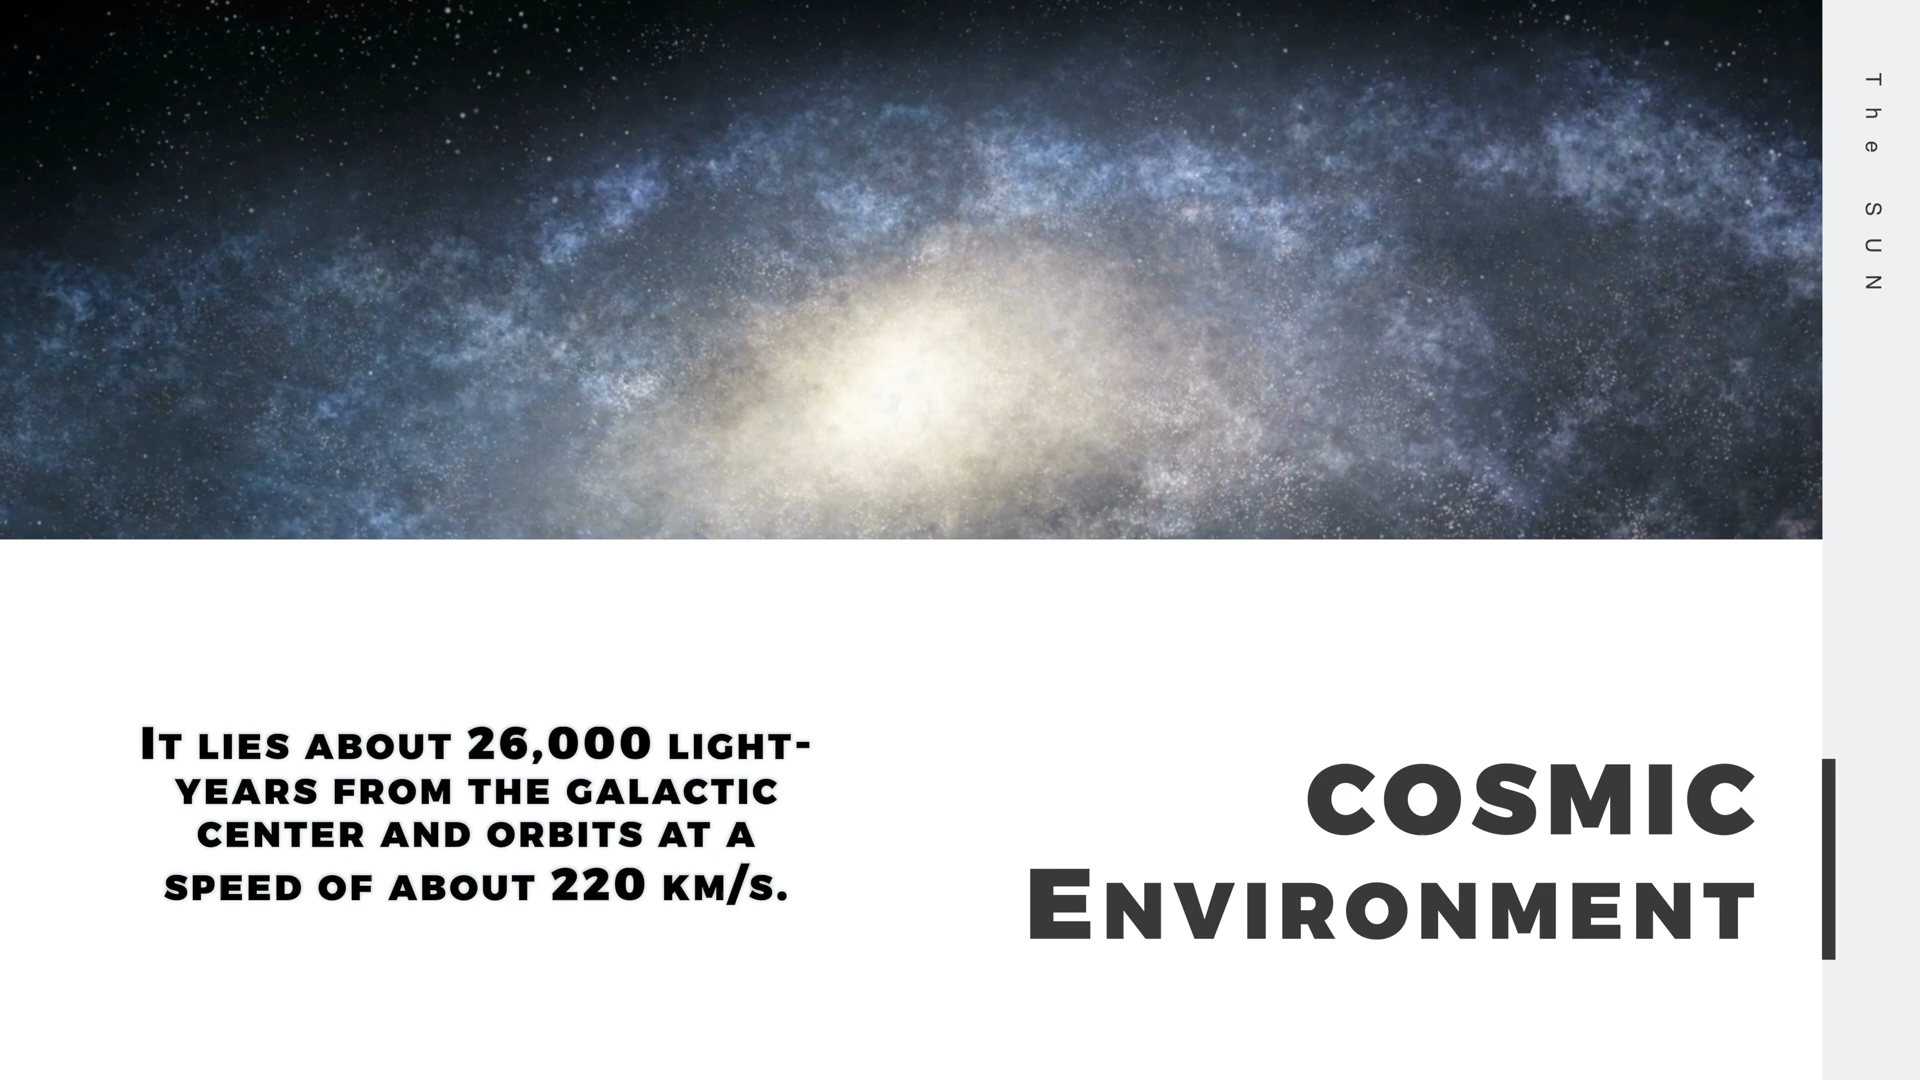 The SUN
It lies about 26,000 light-
years from the galactic
center and orbits at a
speed of about 220 km/s.
cosmic
Environment